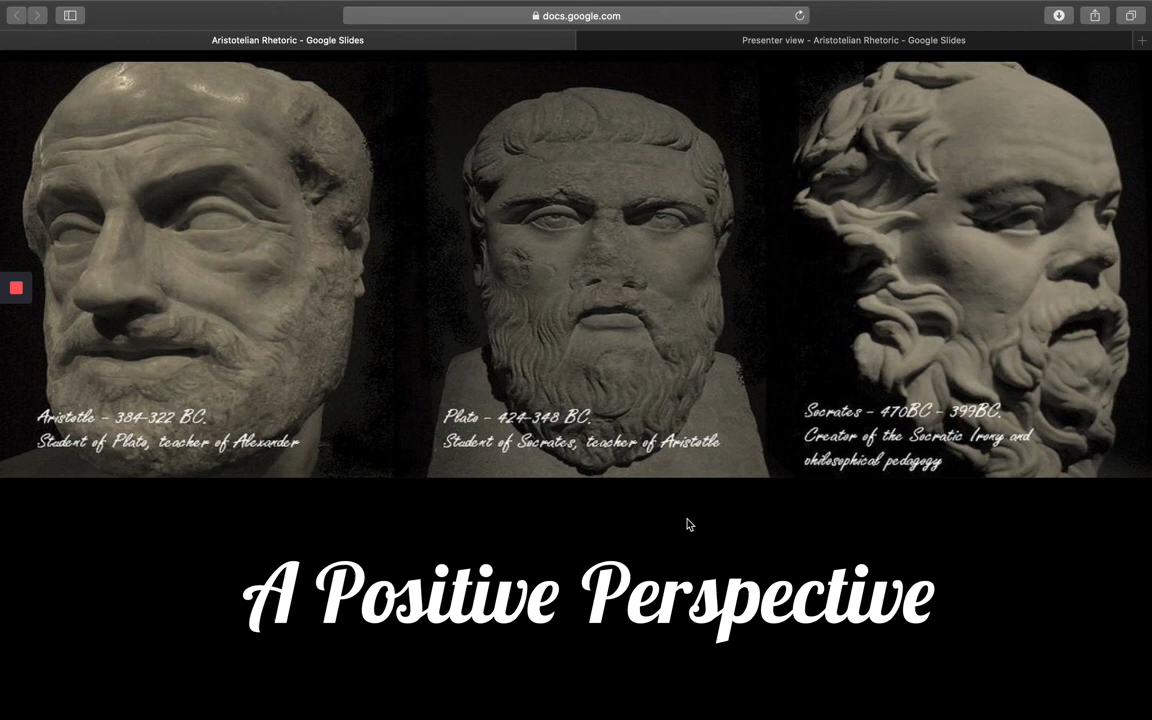 docs.google.com
Aristotelian Rhetoric - Google Slides
Presenter view - Aristotelian Rhetoric - Google Slides
Aristotle - 384-322 BC.
Student of Plato, teacher of Alexander
Plato - 424-348 BC.
Student of Socrates, teacher of Aristotle
Socrates - 470BC - 399BC.
Creator of the Socratic Irony and
philosophical pedagogy
A Positive Perspective